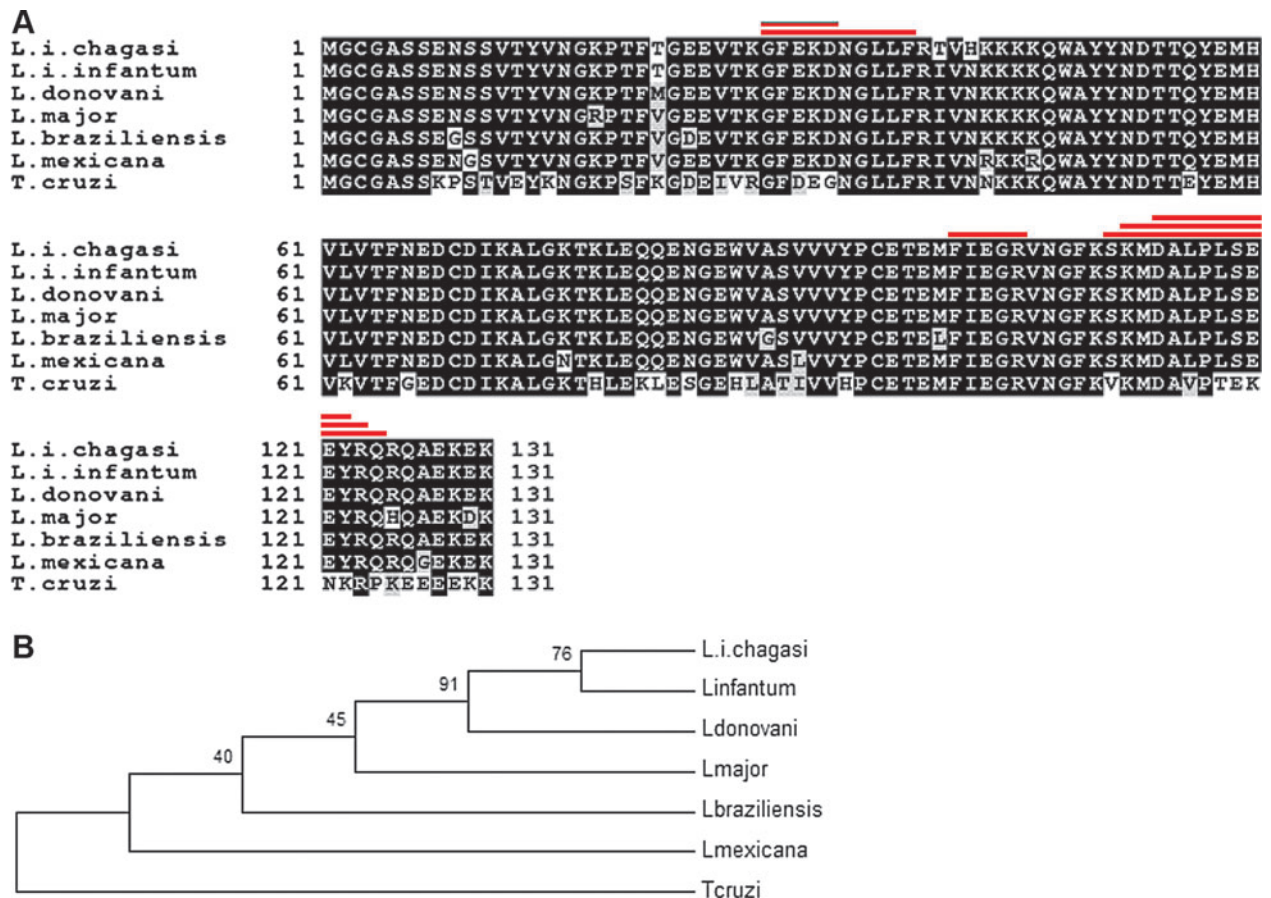 A
L.i.chagasi 1 MGCGASSENSSVTYVNGKPTFTGEEVTKGFEKDNGLLFRTVHKKKKQWAYYNDTTQYEMH
L.i.infantum 1 MGCGASSENSSVTYVNGKPTFTGEEVTKGFEKDNGLLFRIVNKKKKQWAYYNDTTQYEMH
L.donovani 1 MGCGASSENSSVTYVNGKPTFMGEEVTKGFEKDNGLLFRIVNKKKKQWAYYNDTTQYEMH
L.major 1 MGCGASSENSSVTYVNGRPTFVGEEVTKGFEKDNGLLFRIVNKKKKQWAYYNDTTQYEMH
L.braziliensis 1 MGCGASSEGSSVTYVNGKPTFVGDEVTKGFEKDNGLLFRIVNKKKKQWAYYNDTTQYEMH
L.mexicana 1 MGCGASSENGSVTYVNGKPTFVGEEVTKGFEKDNGLLFRIVNRKKRQWAYYNDTTQYEMH
T.cruzi 1 MGCGASSKPSTVEYKNGKPSFKGDEIVRGFDEGNGLLFRIVNNKKKQWAYYNDTTEYEMH
L.i.chagasi 61 VLVTFNEDCDIKALGKTKLEQQENGEWVASVVVYPCETEMFIEGRVNGFKSKMDALPLSE
L.i.infantum 61 VLVTFNEDCDIKALGKTKLEQQENGEWVASVVVYPCETEMFIEGRVNGFKSKMDALPLSE
L.donovani 61 VLVTFNEDCDIKALGKTKLEQQENGEWVASVVVYPCETEMFIEGRVNGFKSKMDALPLSE
L.major 61 VLVTFNEDCDIKALGKTKLEQQENGEWVASVVVYPCETEMFIEGRVNGFKSKMDALPLSE
L.braziliensis 61 VLVTFNEDCDIKALGKTKLEQQENGEWVGSVVVYPCETELFIEGRVNGFKSKMDALPLSE
L.mexicana 61 VLVTFNEDCDIKALGNTKLEQQENGEWVASLVVYPCETEMFIEGRVNGFKSKMDALPLSE
T.cruzi 61 VKVTFGEDCDIKALGKTHLEKLESGEHLATIVVHPCETEMFIEGRVNGFKVKMDAVPTEK
L.i.chagasi 121 EYRQRQAEKEK 131
L.i.infantum 121 EYRQRQAEKEK 131
L.donovani 121 EYRQRQAEKEK 131
L.major 121 EYRQHQAEKDK 131
L.braziliensis 121 EYRQRQAEKEK 131
L.mexicana 121 EYRQRQGEKEK 131
T.cruzi 121 NKRPKEEEEKK 131
B
76 L.i.chagasi
Linfantum
91
Ldonovani
45
Lmajor
40
Lbraziliensis
Lmexicana
Tcruzi